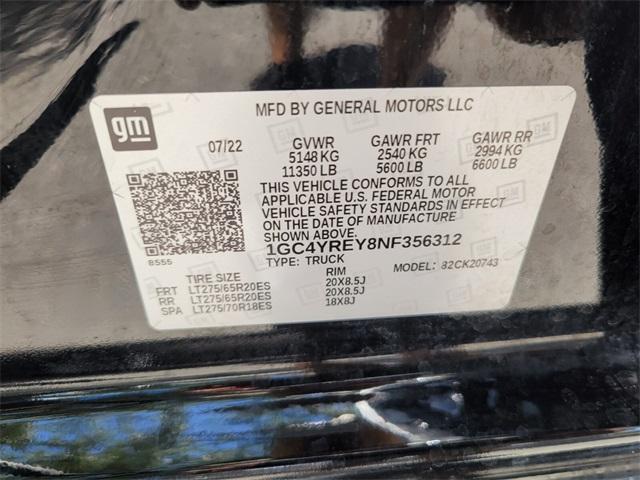 gm
MFD BY GENERAL MOTORS LLC
07/22 GVWR GAWR FRT GAWR RR
5148 KG 2540 KG 2994 KG
11350 LB 5600 LB 6600 LB
THIS VEHICLE CONFORMS TO ALL
APPLICABLE U.S. FEDERAL MOTOR
VEHICLE SAFETY STANDARDS IN EFFECT
ON THE DATE OF MANUFACTURE
SHOWN ABOVE.
1GC4YREY8NF356312
8555 TYPE: TRUCK MODEL: 82CK20743
TIRE SIZE RIM
FRT LT275/65R20ES 20X8.5J
RR LT275/65R20ES 20X8.5J
SPA LT275/70R18ES 18X8J